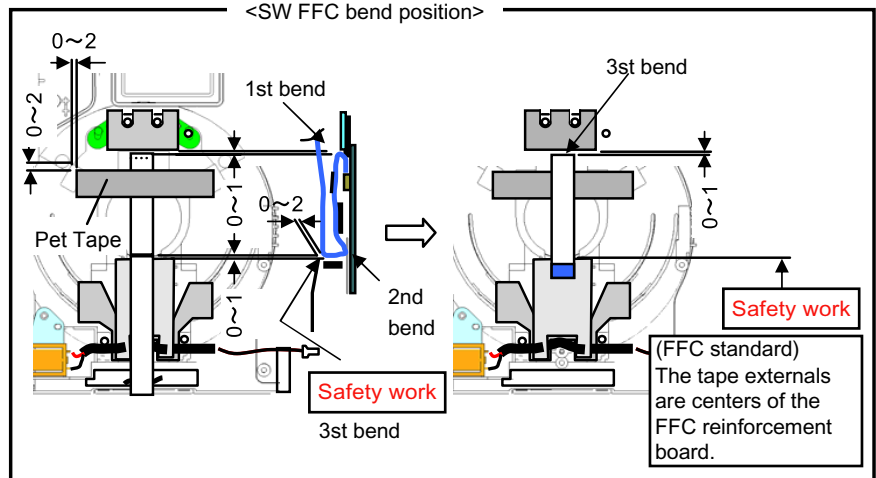 <SW FFC bend position>
0～2
0～2
1st bend
0～1
0～2
Pet Tape
0～1
2nd
bend
Safety work
3st bend
3st bend
0～1
Safety work
(FFC standard)
The tape externals
are centers of the
FFC reinforcement
board.